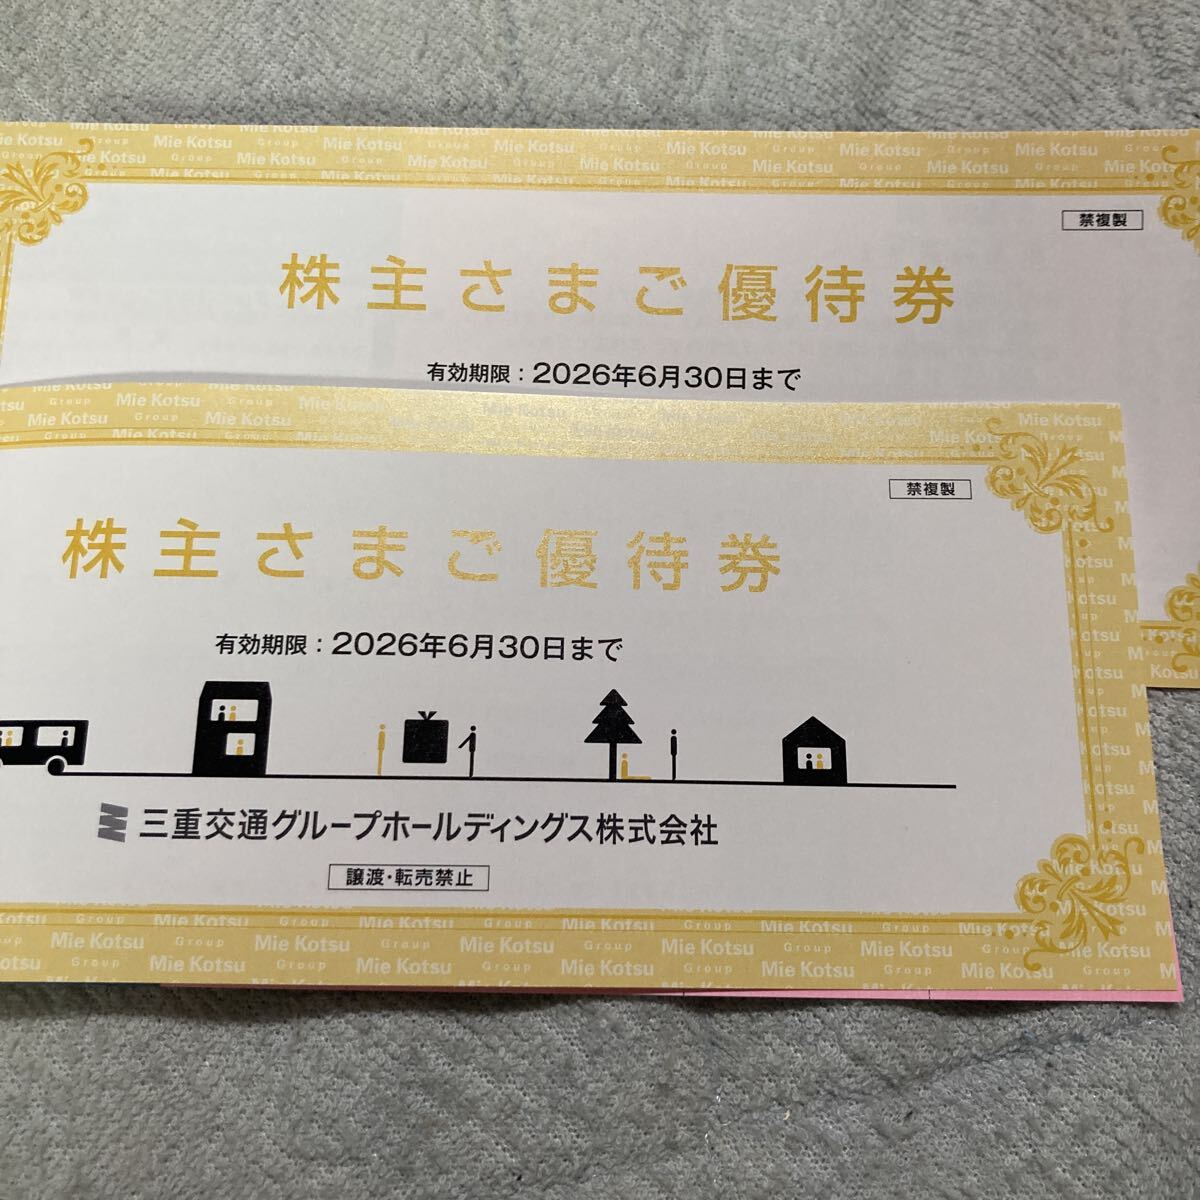 禁複製
株主さまご優待券
有効期限：2026年6月30日まで
禁複製
株主さまご優待券
有効期限：2026年6月30日まで
三重交通グループホールディングス株式会社
譲渡・転売禁止
Mie Kotsu Group